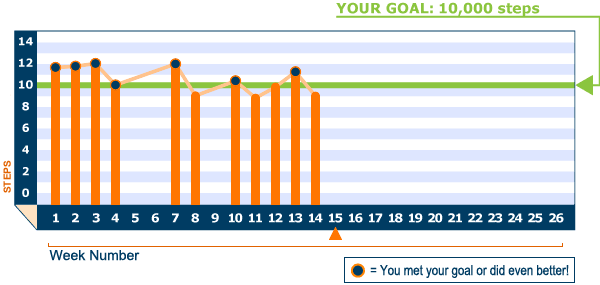 YOUR GOAL: 10,000 steps
14
12
10
8
6
4
2
0
STEPS
1 2 3 4 5 6 7 8 9 10 11 12 13 14 15 16 17 18 19 20 21 22 23 24 25 26
Week Number
= You met your goal or did even better!